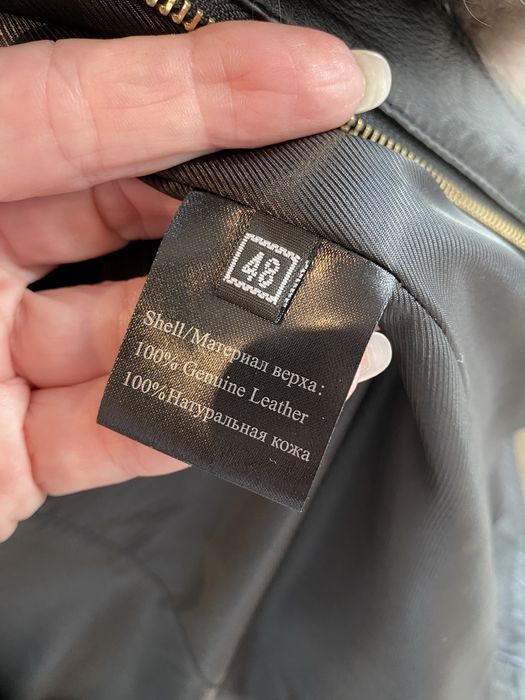 48
Shell/Материал верха:
100% Genuine Leather
100%Натуральная кожа